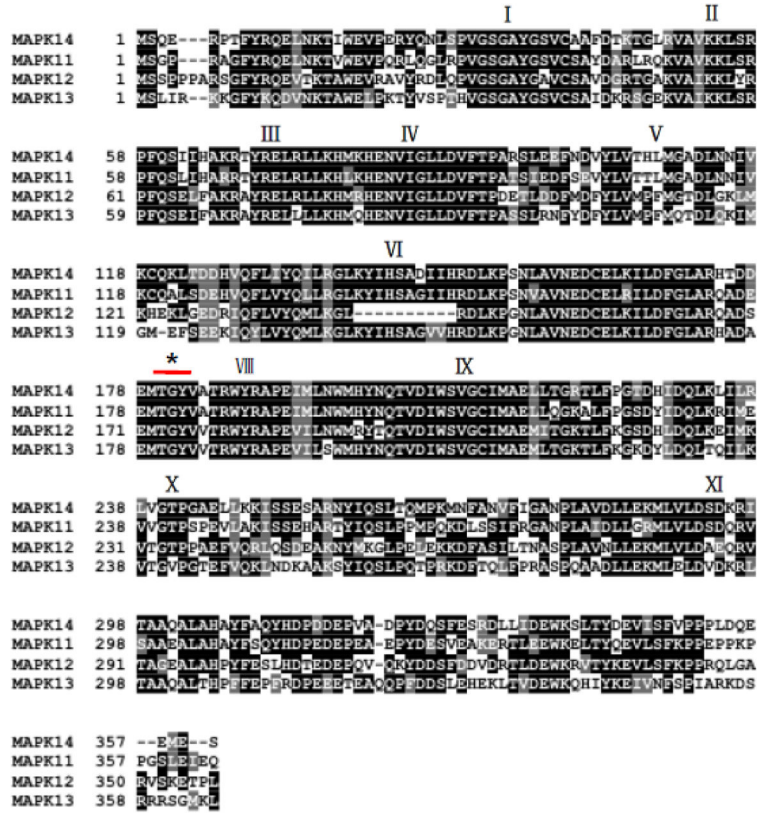 I II
MAPK14 1 MSQE---RPTFYRQELNKTIWEVPERYQNLSPVGSGAYGSVCAAFDTKTGLRVAVKKLSR
MAPK11 1 MSGP---RAGFYRQELNKTVWEVPQRLQGLRPVGSGAYGSVCSAYDARLRQKVAVKKLSR
MAPK12 1 MSSPPPARSGFYRQEVTKTAWEVRAVYRDLQPVGSGAYGAVCSAVDGRTGAKVAIKKLYR
MAPK13 1 MSLIR--KKGFYKQDVNKTAWELPKTYVSPTHVGSGAYGSVCSAIDKRSGEKVAIKKLSR
III IV V
MAPK14 58 PFQSIIHAKRTYRELRLLKHMKHENVIGLLDVFTPARSLEEFNDVYLVTHLMGADLNNIV
MAPK11 58 PFQSLIHARRTYRELRLLKHLKHENVIGLLDVFTPATSIEDFSEVYLVTTLMGADLNNIV
MAPK12 61 PFQSELFAKRAYRELRLLKHMRHENVIGLLDVFTPDETLDDFTDFYLVMPFMGTDLGKLM
MAPK13 59 PFQSEIFAKRAYRELLLLKHMQHENVIGLLDVFTPASSLRNFYDFYLVMPFMQTDLQKIM
VI
MAPK14 118 KCQKLTDDHVQFLIYQILRGLKYIHSADIIHRDLKPSNLAVNEDCELKILDFGLARHTDD
MAPK11 118 KCQALSDEHVQFLVYQLLRGLKYIHSAGIIHRDLKPSNVAVNEDCELRILDFGLARQADE
MAPK12 121 KHEKLGEDRIQFLVYQMLKGL----------RDLKPGNLAVNEDCELKILDFGLARQADS
MAPK13 119 GM-EFSEEKIQYLVYQMLKGLKYIHSAGVVHRDLKPGNLAVNEDCELKILDFGLARHADA
* VIII IX
MAPK14 178 EMTGYVATRWYRAPEIMLNWMHYNQTVDIWSVGCIMAELLTGRTLFPGTDHIDQLKLILR
MAPK11 178 EMTGYVATRWYRAPEIMLNWMHYNQTVDIWSVGCIMAELLQGKALFPGSDYIDQLKRIME
MAPK12 171 EMTGYVVTRWYRAPEVILNWMRYTQTVDIWSVGCIMAEMITGKTLFKGSDHLDQLKEIMK
MAPK13 178 EMTGYVVTRWYRAPEVILSWMHYNQTVDIWSVGCIMAEMLTGKTLFKGKDYLDQLTQILK
X XI
MAPK14 238 LVGTPGAELLKKISSESARNYIQSLTQMPKMNFANVFIGANPLAVDLLEKMLVLDSDKRI
MAPK11 238 VVGTPSPEVLAKISSEHARTYIQSLPPMPQKDLSSIFRGANPLAIDLLGRMLVLDSDQRV
MAPK12 231 VTGTPPAEFVQRLQSDEAKNYMKGLPELEKKDFASILTNASPLAVNLLEKMLVLDAEQRV
MAPK13 238 VTGVPGTEFVQKLNDKAAKSYIQSLPQTPRKDFTQLFPRASPQAADLLEKMLELDVDKRL
MAPK14 298 TAAQALAHAYFAQYHDPDDEPVA-DPYDQSFESRDLLIDEWKSLTYDEVISFVPPPLDQE
MAPK11 298 SAAEALAHAYFSQYHDPEDEPEA-EPYDESVEAKERTLEEWKELTYQEVLSFKPPEPPKP
MAPK12 291 TAGEALAHPYFESLHDTEDEPQV-QKYDDSFDDVDRTLDEWKRVTYKEVLSFKPPRQLGA
MAPK13 298 TAAQALTHPFFEPFRDPEEETEAQQPFDDSLEHEKLTVDEWKQHIYKEIVNFSPIARKDS
MAPK14 357 --EME--S
MAPK11 357 PGSLEIEQ
MAPK12 350 RVSKETPL
MAPK13 358 RRRSGMKL